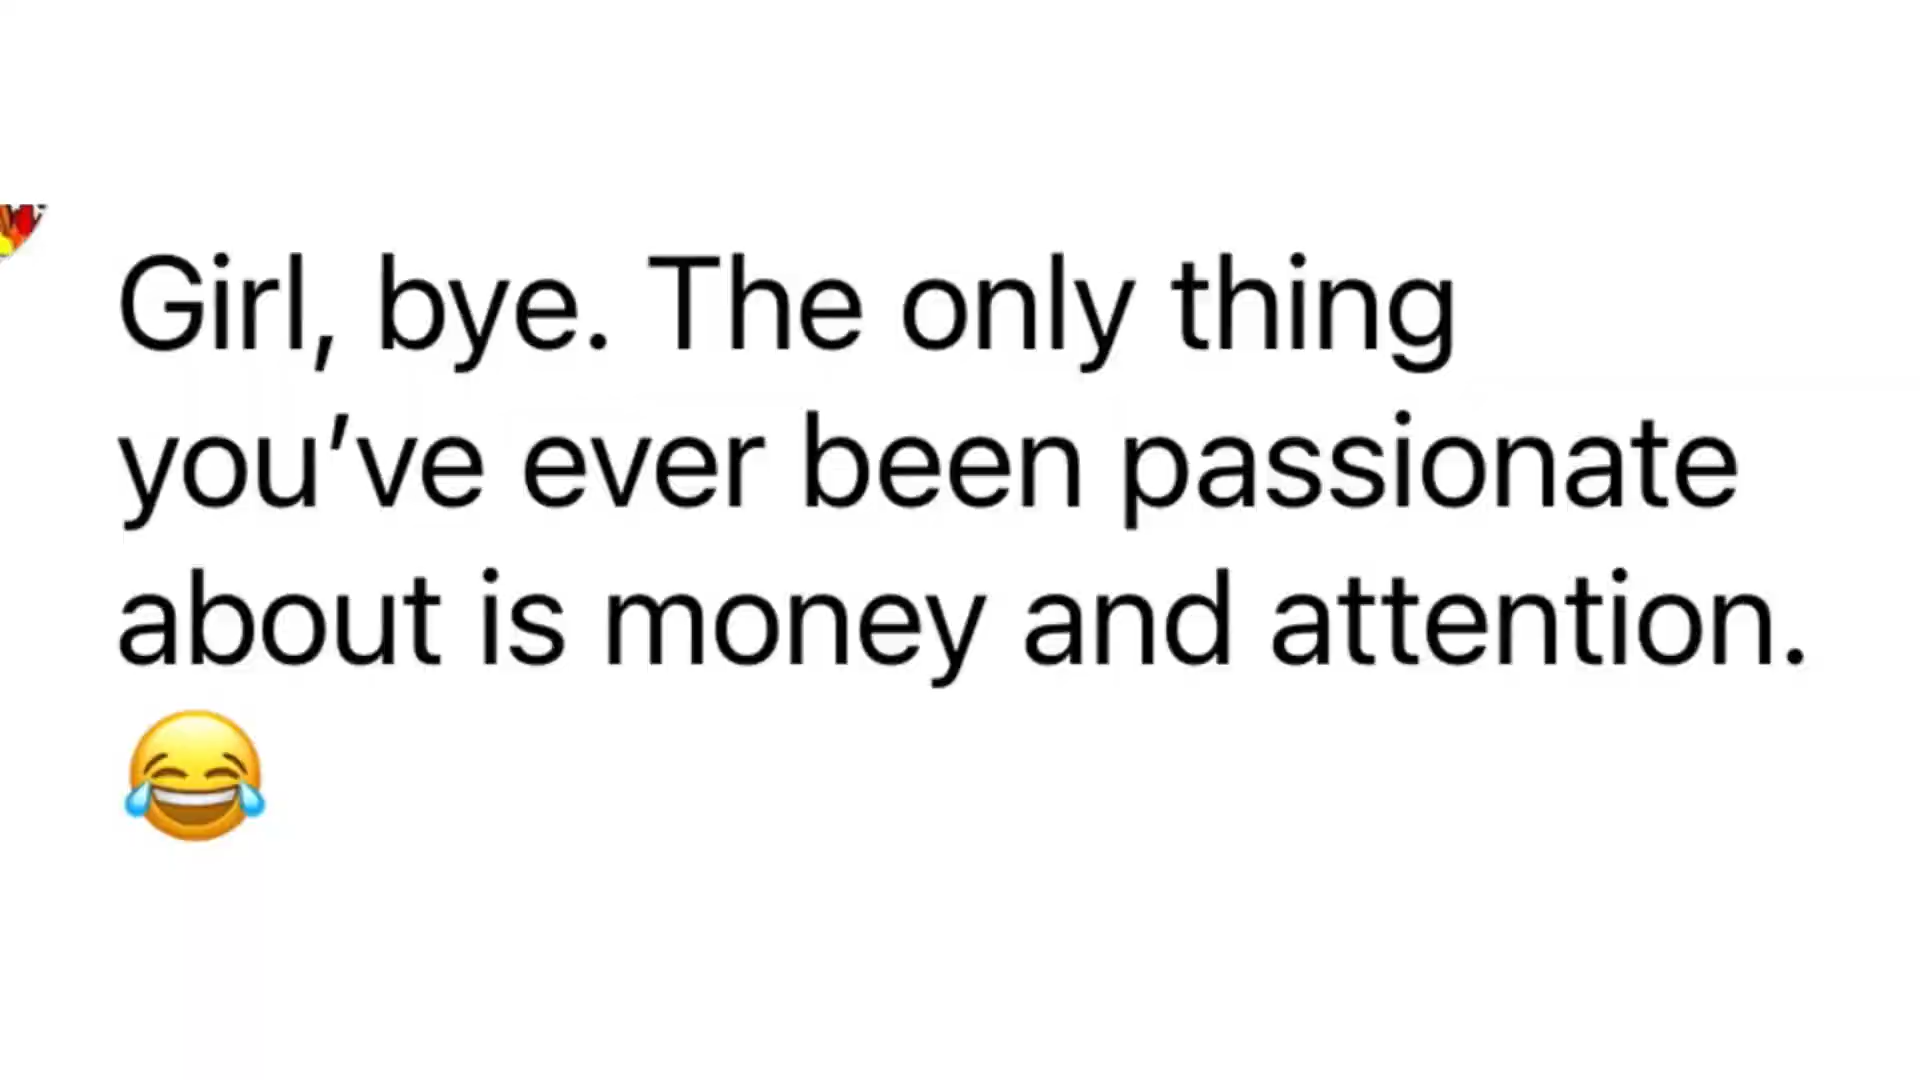 Girl, bye. The only thing
you’ve ever been passionate
about is money and attention.
😂